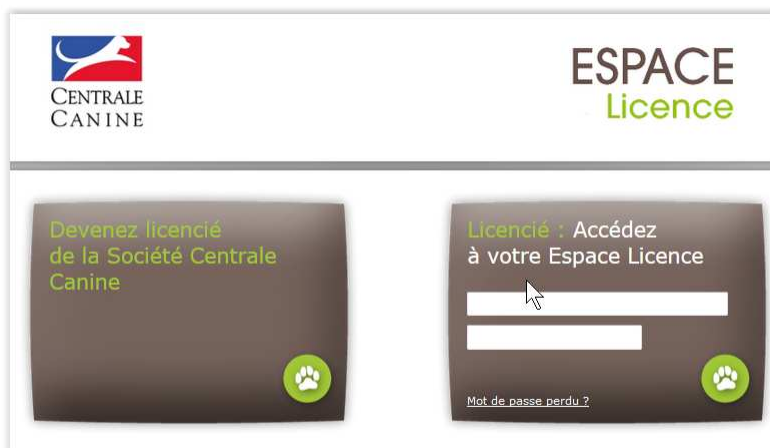 CENTRALE
CANINE
ESPACE
Licence
Devenez licencié
de la Société Centrale
Canine
Licencié : Accédez
à votre Espace Licence
Mot de passe perdu ?